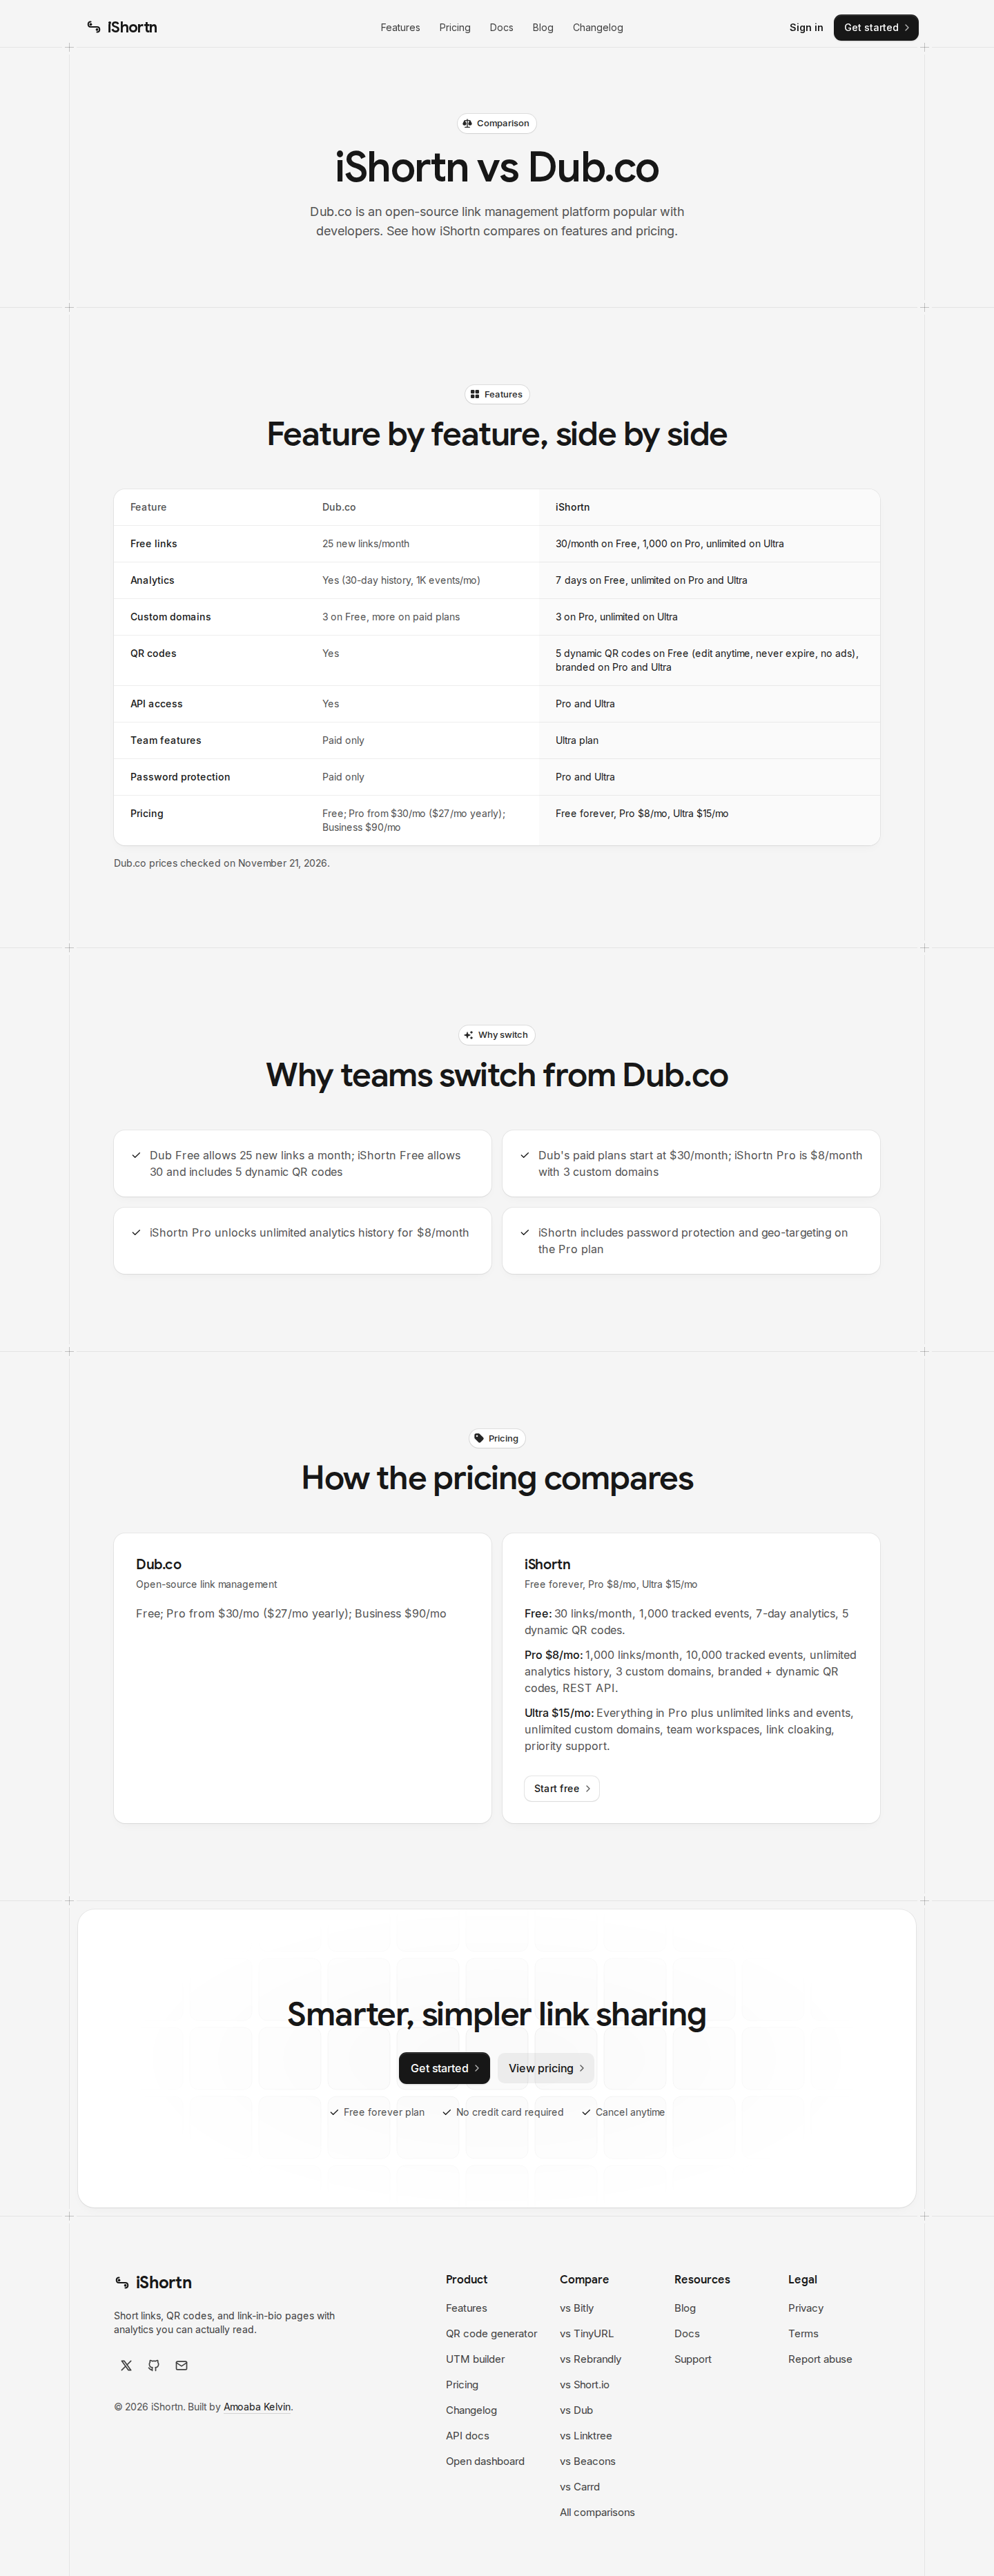 iShortn
Features
Pricing
Docs
Blog
Changelog
Sign in
Get started
Comparison
iShortn vs Dub.co
Dub.co is an open-source link management platform popular with
developers. See how iShortn compares on features and pricing.
Features
Feature by feature, side by side
Feature
Dub.co
iShortn
Free links
25 new links/month
30/month on Free, 1,000 on Pro, unlimited on Ultra
Analytics
Yes (30-day history, 1K events/mo)
7 days on Free, unlimited on Pro and Ultra
Custom domains
3 on Free, more on paid plans
3 on Pro, unlimited on Ultra
QR codes
Yes
5 dynamic QR codes on Free (edit anytime, never expire, no ads),
branded on Pro and Ultra
API access
Yes
Pro and Ultra
Team features
Paid only
Ultra plan
Password protection
Paid only
Pro and Ultra
Pricing
Free; Pro from $30/mo ($27/mo yearly);
Business $90/mo
Free forever, Pro $8/mo, Ultra $15/mo
Dub.co prices checked on November 21, 2026.
Why switch
Why teams switch from Dub.co
Dub Free allows 25 new links a month; iShortn Free allows
30 and includes 5 dynamic QR codes
Dub's paid plans start at $30/month; iShortn Pro is $8/month
with 3 custom domains
iShortn Pro unlocks unlimited analytics history for $8/month
iShortn includes password protection and geo-targeting on
the Pro plan
Pricing
How the pricing compares
Dub.co
Open-source link management
Free; Pro from $30/mo ($27/mo yearly); Business $90/mo
iShortn
Free forever, Pro $8/mo, Ultra $15/mo
Free: 30 links/month, 1,000 tracked events, 7-day analytics, 5
dynamic QR codes.
Pro $8/mo: 1,000 links/month, 10,000 tracked events, unlimited
analytics history, 3 custom domains, branded + dynamic QR
codes, REST API.
Ultra $15/mo: Everything in Pro plus unlimited links and events,
unlimited custom domains, team workspaces, link cloaking,
priority support.
Start free
Smarter, simpler link sharing
Get started
View pricing
Free forever plan
No credit card required
Cancel anytime
iShortn
Short links, QR codes, and link-in-bio pages with
analytics you can actually read.
© 2026 iShortn. Built by Amoaba Kelvin.
Product
Features
QR code generator
UTM builder
Pricing
Changelog
API docs
Open dashboard
Compare
vs Bitly
vs TinyURL
vs Rebrandly
vs Short.io
vs Dub
vs Linktree
vs Beacons
vs Carrd
All comparisons
Resources
Blog
Docs
Support
Legal
Privacy
Terms
Report abuse